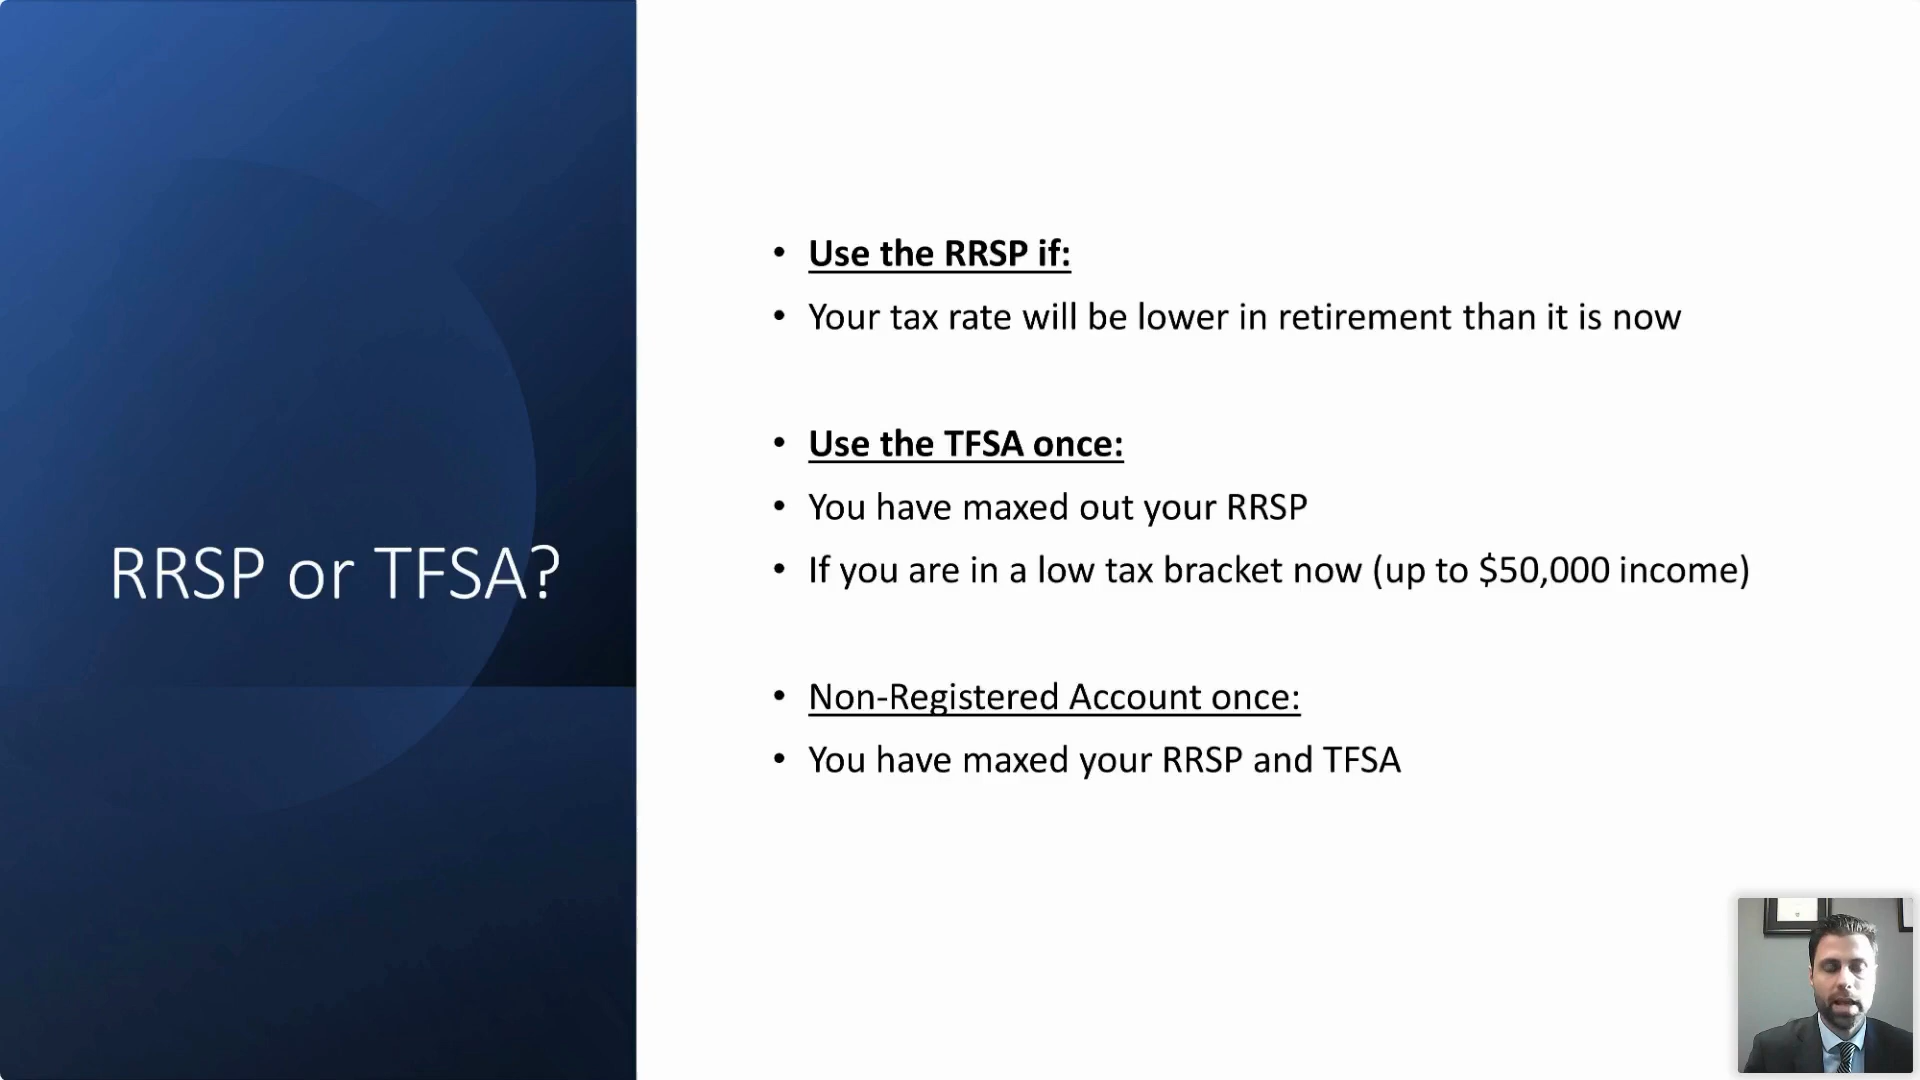 RRSP or TFSA?
• Use the RRSP if:
• Your tax rate will be lower in retirement than it is now
• Use the TFSA once:
• You have maxed out your RRSP
• If you are in a low tax bracket now (up to $50,000 income)
• Non-Registered Account once:
• You have maxed your RRSP and TFSA